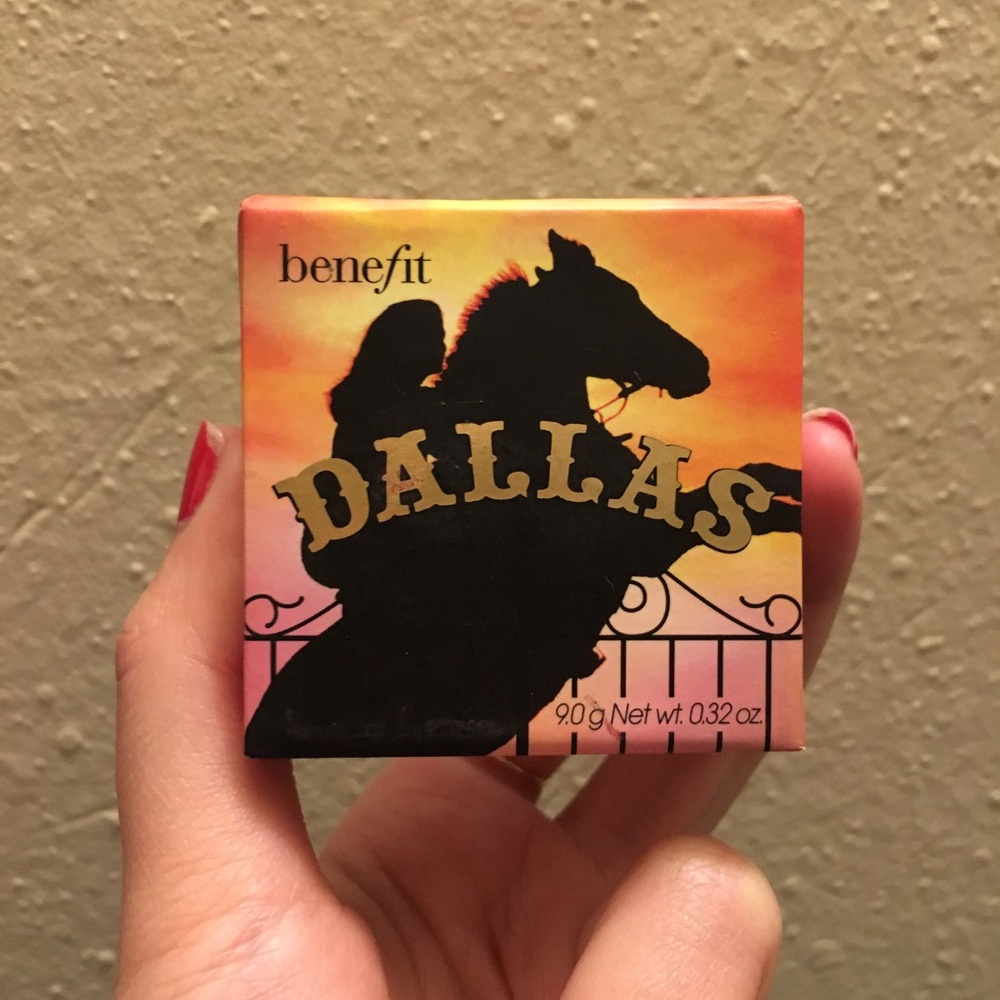 benefit
DALLAS
9.0 g Net wt. 0.32 oz.